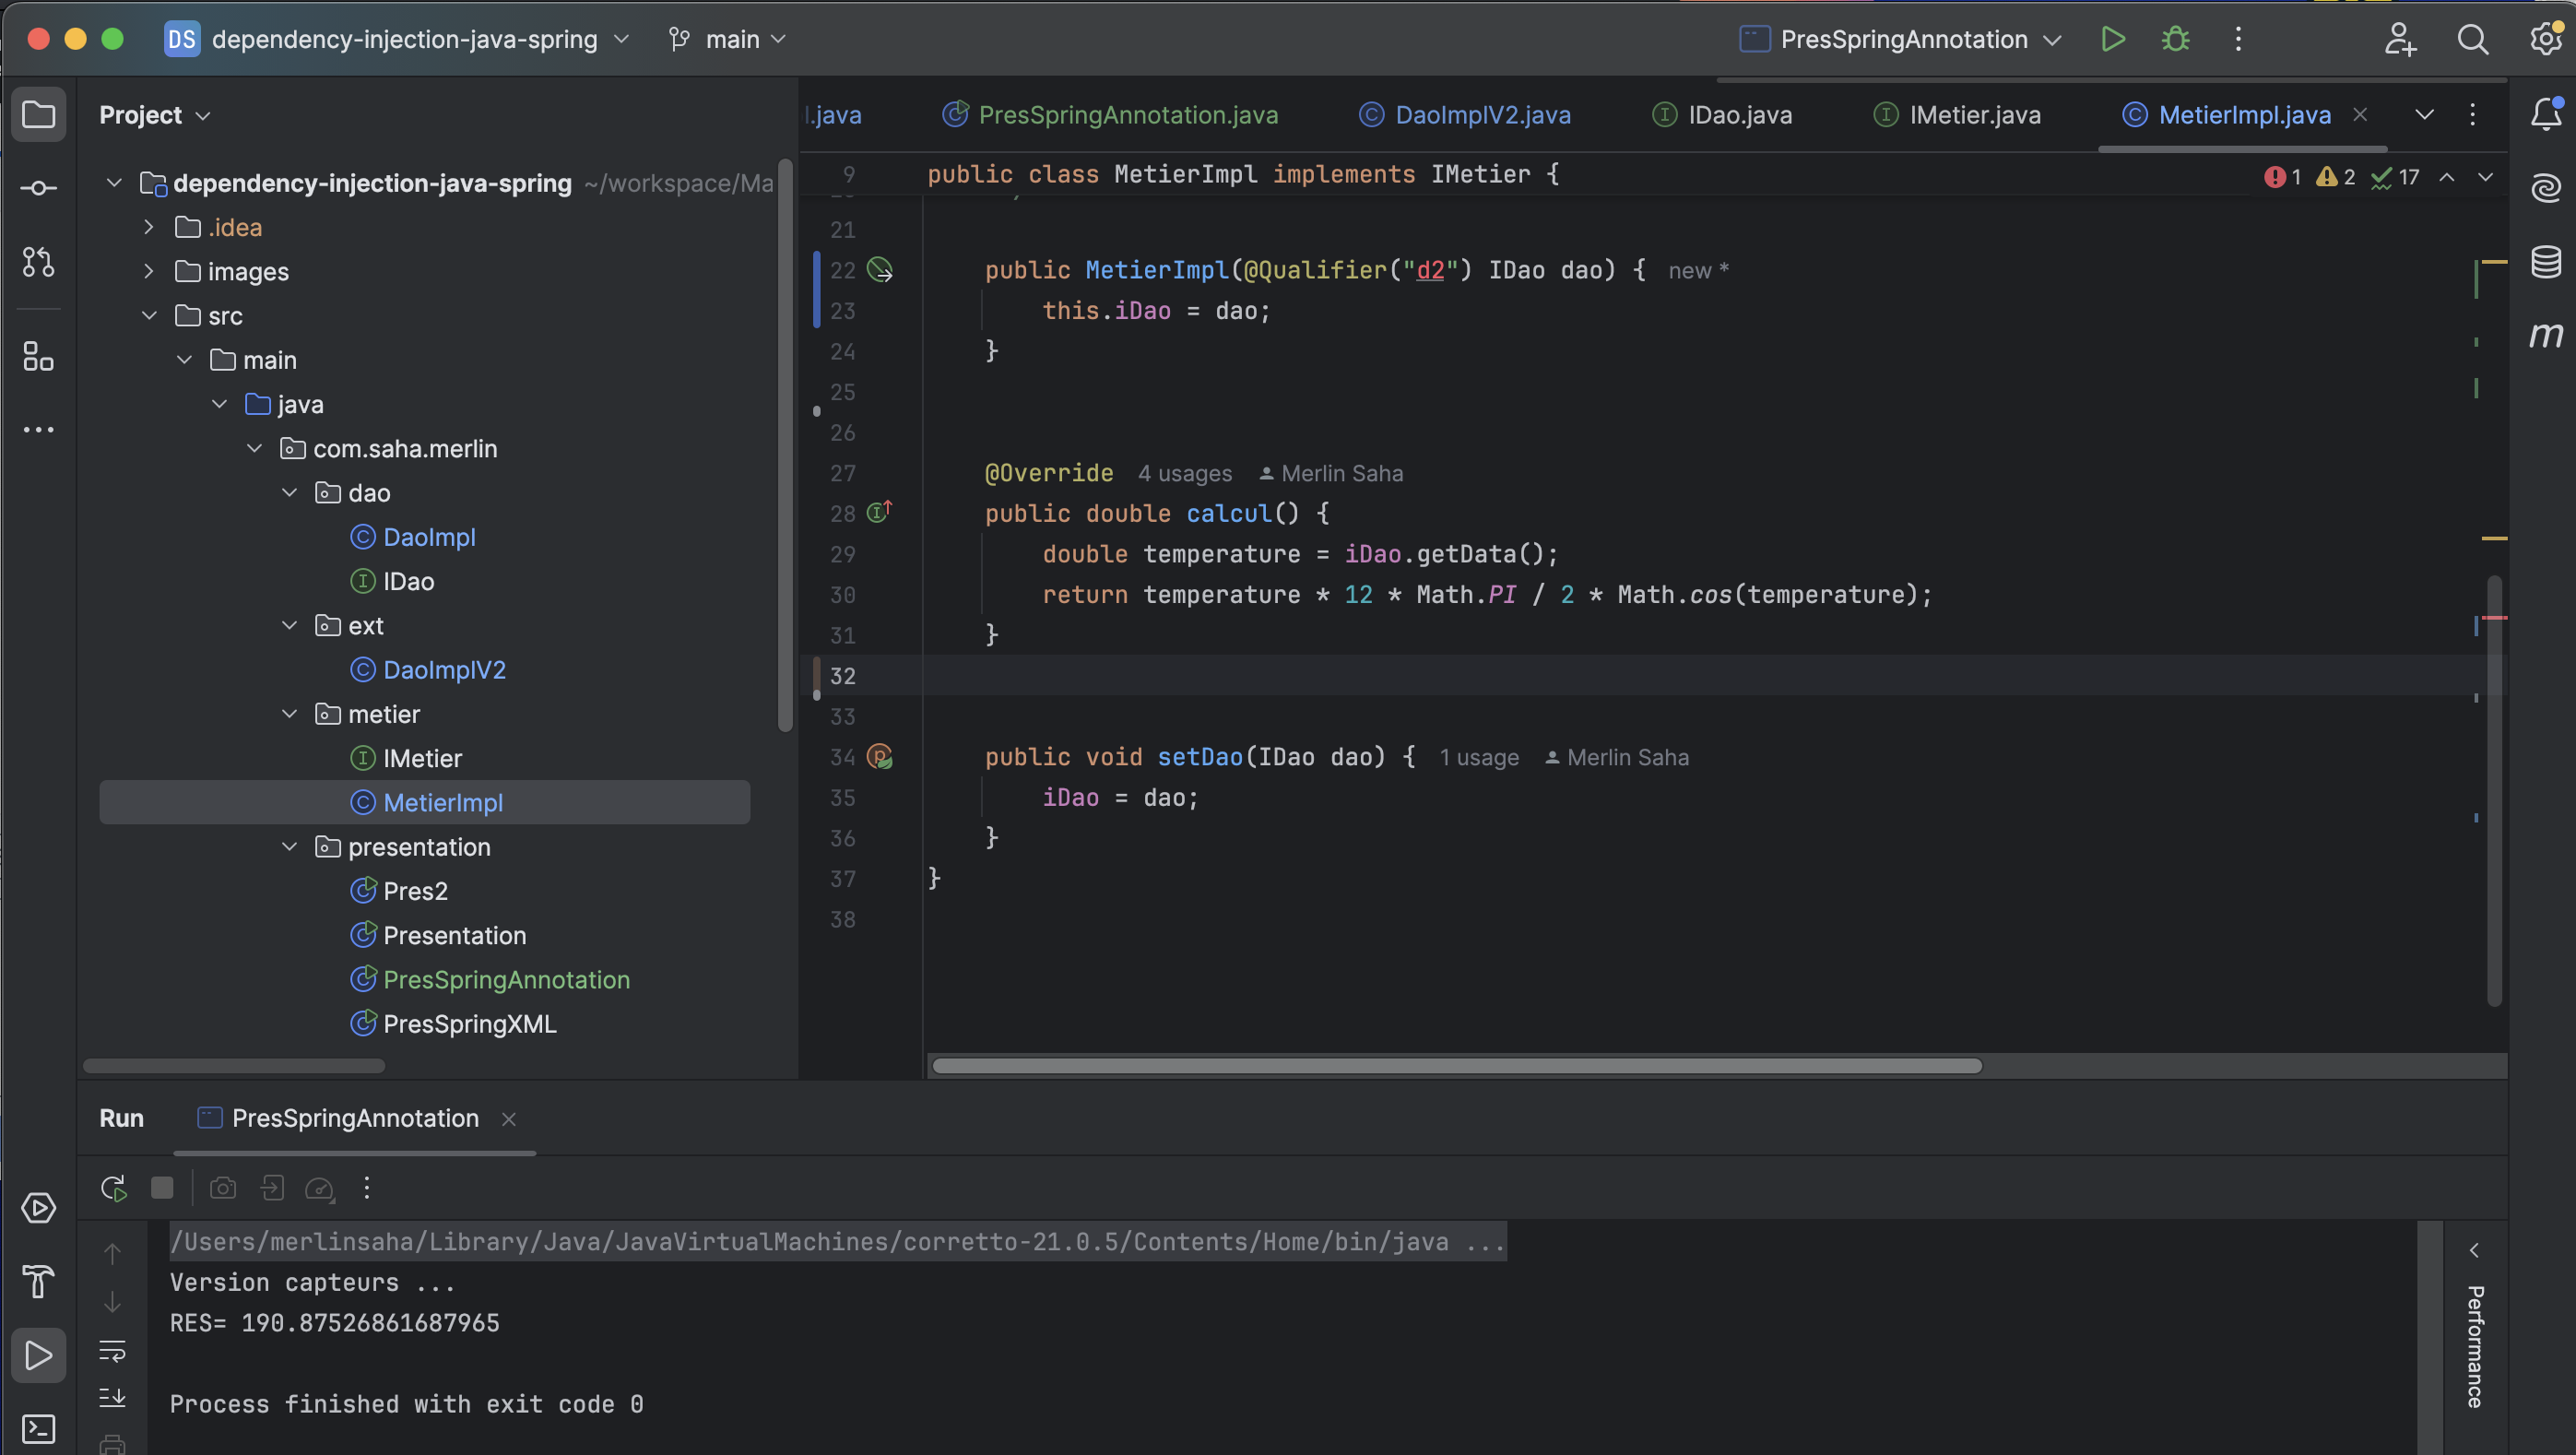 DS dependency-injection-java-spring main PresSpringAnnotation
Project
dependency-injection-java-spring ~/workspace/Ma
.idea
images
src
main
java
com.saha.merlin
dao
DaoImpl
IDao
ext
DaoImplV2
metier
IMetier
MetierImpl
presentation
Pres2
Presentation
PresSpringAnnotation
PresSpringXML
.java PresSpringAnnotation.java DaoImplV2.java IDao.java IMetier.java MetierImpl.java
9 public class MetierImpl implements IMetier {
1 2 17
21
22 public MetierImpl(@Qualifier("d2") IDao dao) { new *
23 this.iDao = dao;
24 }
25
26
27 @Override 4 usages Merlin Saha
28 public double calcul() {
29 double temperature = iDao.getData();
30 return temperature * 12 * Math.PI / 2 * Math.cos(temperature);
31 }
32
33
34 public void setDao(IDao dao) { 1 usage Merlin Saha
35 iDao = dao;
36 }
37 }
38
m
Run PresSpringAnnotation
/Users/merlinsaha/Library/Java/JavaVirtualMachines/corretto-21.0.5/Contents/Home/bin/java ...
Version capteurs ...
RES= 190.87526861687965
Process finished with exit code 0
Performance